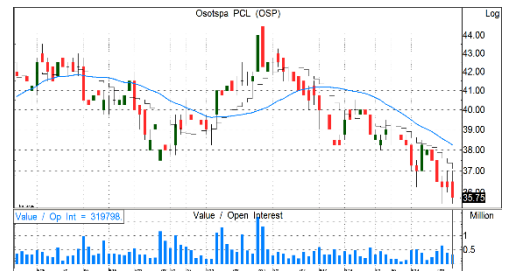 Osotspa PCL (OSP)
Log
44.00
43.00
42.00
41.00
40.00
39.00
38.00
37.00
35.75
Value / Op Int = 319798,
Value / Open Interest
Million
1
0.5